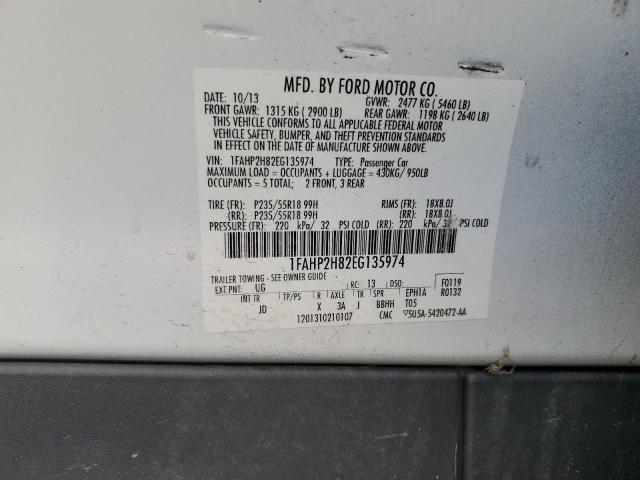 MFD. BY FORD MOTOR CO.
DATE: 10/13 GVWR: 2477 KG ( 5460 LB)
FRONT GAWR: 1315 KG ( 2900 LB) REAR GAWR: 1198 KG ( 2640 LB)
THIS VEHICLE CONFORMS TO ALL APPLICABLE FEDERAL MOTOR
VEHICLE SAFETY, BUMPER, AND THEFT PREVENTION STANDARDS
IN EFFECT ON THE DATE OF MANUFACTURE SHOWN ABOVE.
VIN: 1FAHP2H82EG135974 TYPE: Passenger Car
MAXIMUM LOAD = OCCUPANTS + LUGGAGE = 430KG/ 950LB
OCCUPANTS = 5 TOTAL; 2 FRONT, 3 REAR
TIRE (FR): P235/55R18 99H RIMS (FR): 18X8.0J
(RR): P235/55R18 99H (RR): 18X8.0J
PRESSURE (FR): 220 kPa/ 32 PSI COLD (RR): 220 kPa/ 32 PSI COLD
1FAHP2H82EG135974
TRAILER TOWING - SEE OWNER GUIDE
EXT PNT: UG RC: 13 DSO: F0119
INT TR TP/PS R AXLE TR SPR EPH1A R0132
JD X 3A J BBHH T05
1201310210107 CMC ▽5U5A-5420472-AA